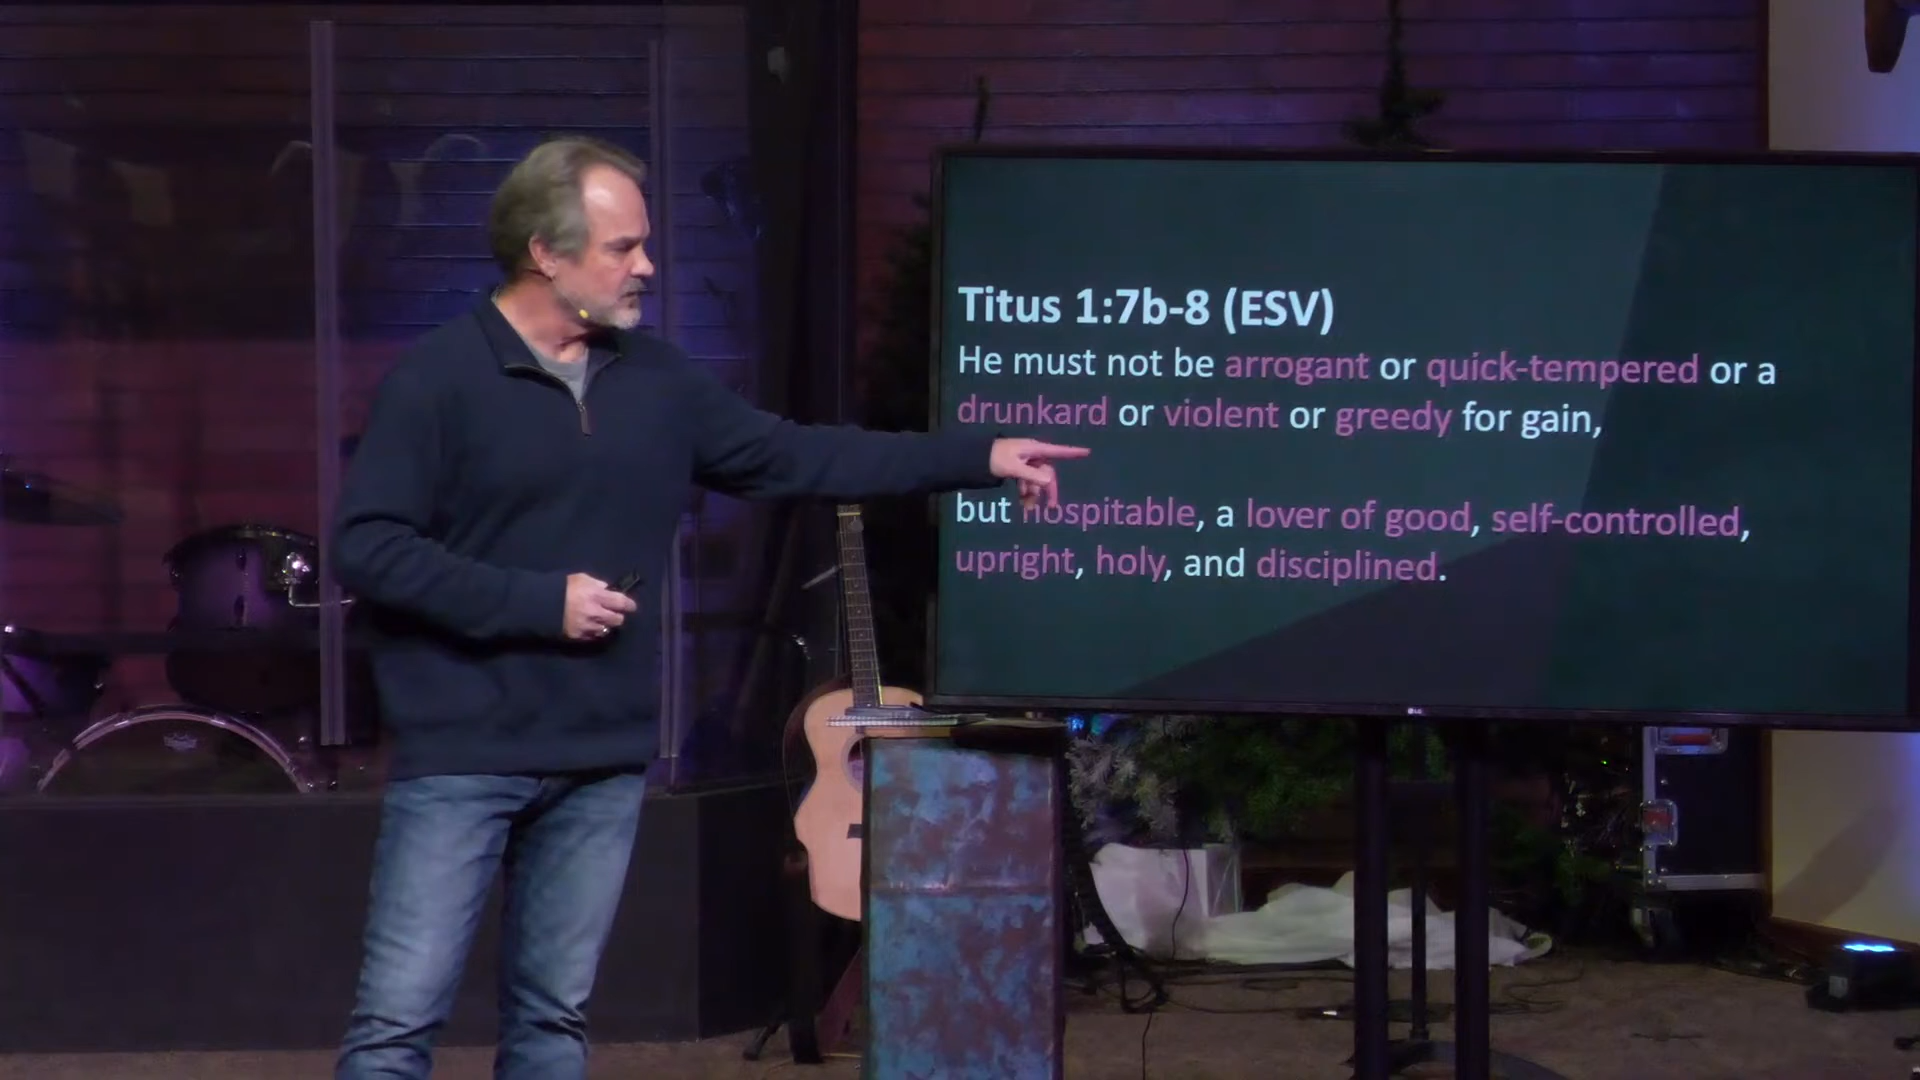 Titus 1:7b-8 (ESV)
He must not be arrogant or quick-tempered or a
drunkard or violent or greedy for gain,
but hospitable, a lover of good, self-controlled,
upright, holy, and disciplined.
LG